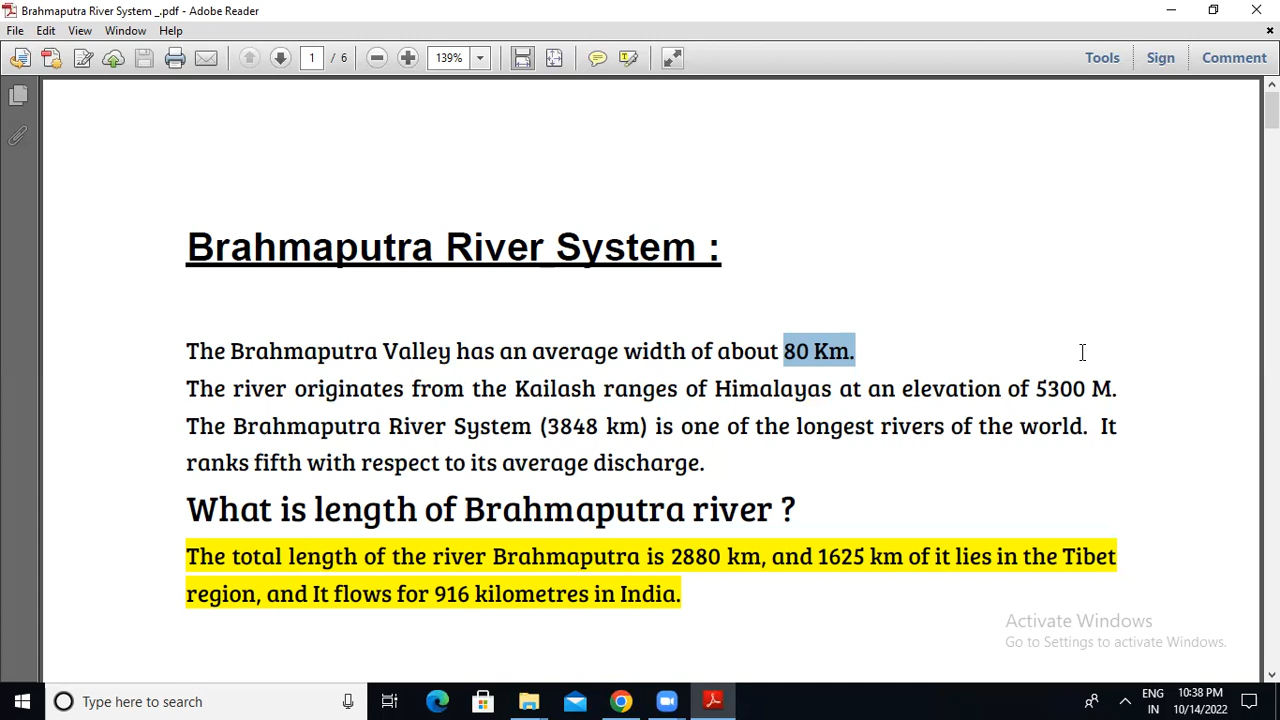 Brahmaputra River System _.pdf - Adobe Reader
File Edit View Window Help
1 / 6 139% Tools Sign Comment
Brahmaputra River System :
The Brahmaputra Valley has an average width of about 80 Km.
The river originates from the Kailash ranges of Himalayas at an elevation of 5300 M.
The Brahmaputra River System (3848 km) is one of the longest rivers of the world. It
ranks fifth with respect to its average discharge.
What is length of Brahmaputra river ?
The total length of the river Brahmaputra is 2880 km, and 1625 km of it lies in the Tibet
region, and It flows for 916 kilometres in India.
Activate Windows
Go to Settings to activate Windows.
Type here to search
ENG
IN
10:38 PM
10/14/2022